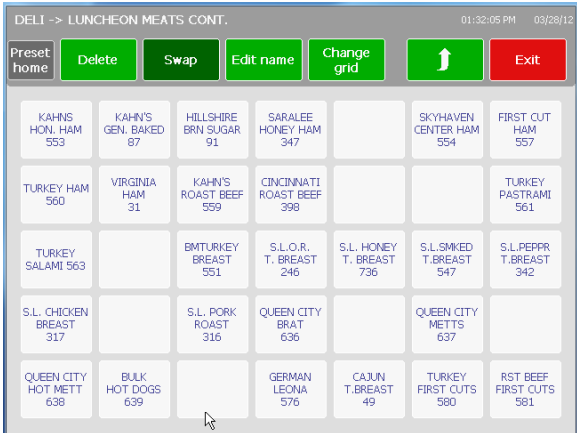 DELI -> LUNCHEON MEATS CONT.
01:32:05 PM 03/28/12
Preset
home
Delete
Swap
Edit name
Change
grid
Exit
KAHNS
HON. HAM
553
KAHN'S
GEN. BAKED
87
HILLSHIRE
BRN SUGAR
91
SARALEE
HONEY HAM
347
SKYHAVEN
CENTER HAM
554
FIRST CUT
HAM
557
TURKEY HAM
560
VIRGINIA
HAM
31
KAHN'S
ROAST BEEF
559
CINCINNATI
ROAST BEEF
398
TURKEY
PASTRAMI
561
TURKEY
SALAMI 563
BMTURKEY
BREAST
551
S.L.O.R.
T. BREAST
246
S.L. HONEY
T. BREAST
736
S.L.SMKED
T.BREAST
547
S.L.PEPPR
T.BREAST
342
S.L. CHICKEN
BREAST
317
S.L. PORK
ROAST
316
QUEEN CITY
BRAT
636
QUEEN CITY
METTS
637
QUEEN CITY
HOT METT
638
BULK
HOT DOGS
639
GERMAN
LEONA
576
CAJUN
T.BREAST
49
TURKEY
FIRST CUTS
580
RST BEEF
FIRST CUTS
581